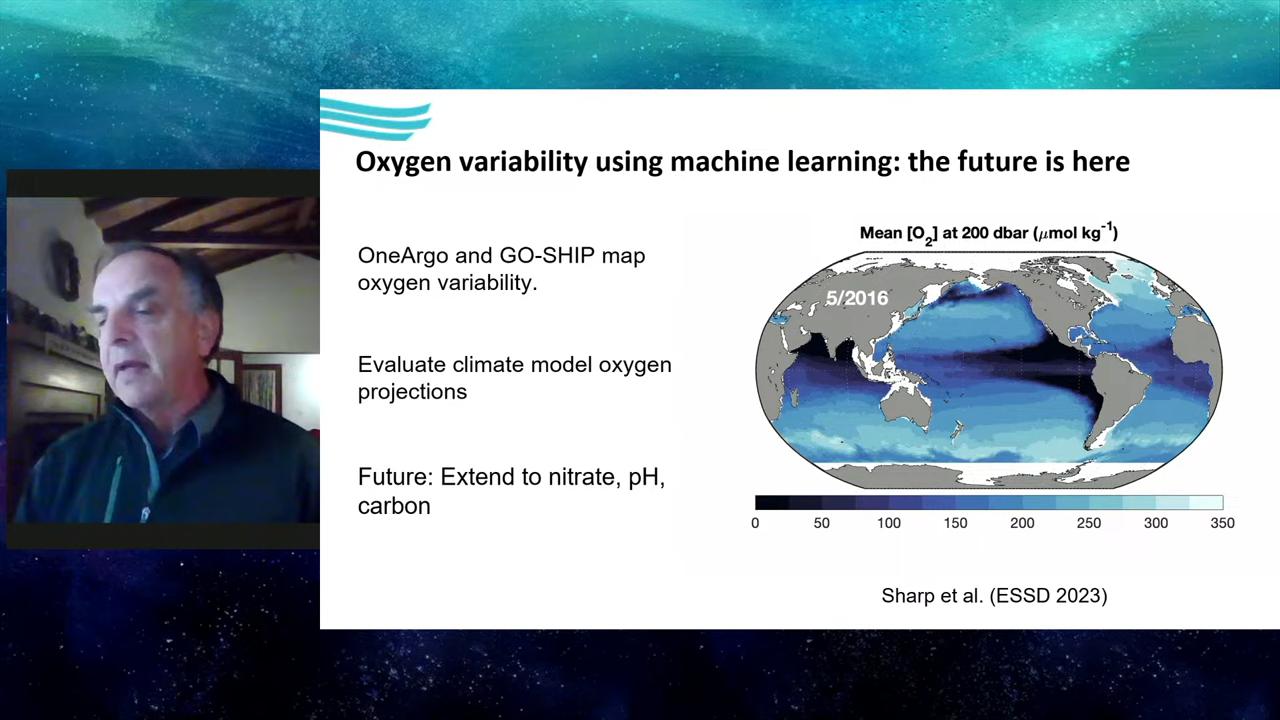 Oxygen variability using machine learning: the future is here
OneArgo and GO-SHIP map
oxygen variability.
Evaluate climate model oxygen
projections
Future: Extend to nitrate, pH,
carbon
Mean [O2] at 200 dbar (μmol kg-1)
5/2016
0 50 100 150 200 250 300 350
Sharp et al. (ESSD 2023)